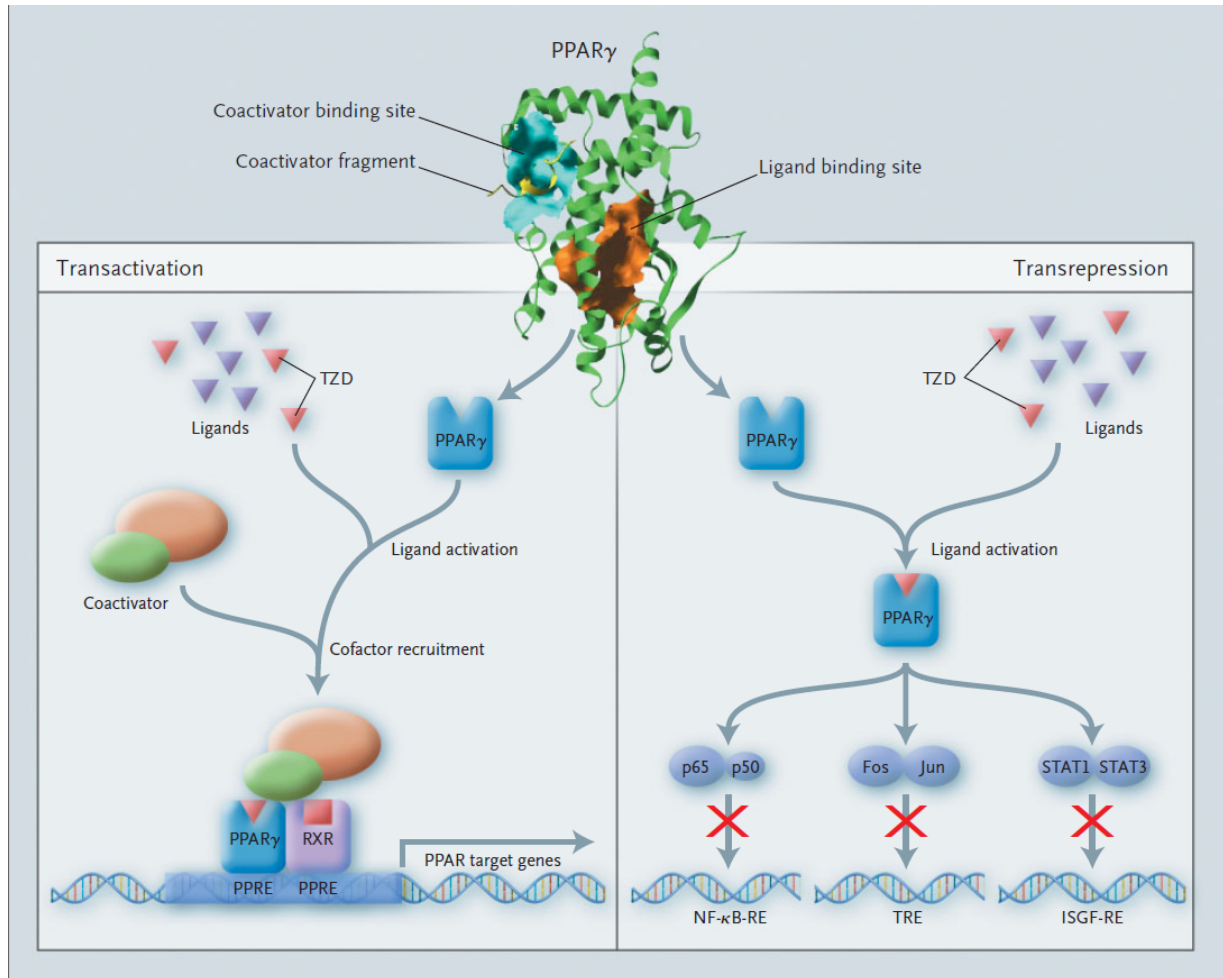 PPARγ
Coactivator binding site
Coactivator fragment
Ligand binding site
Transactivation
Transrepression
TZD
Ligands
PPARγ
Ligand activation
Coactivator
Cofactor recruitment
PPARγ
RXR
PPRE
PPRE
PPAR target genes
TZD
Ligands
PPARγ
Ligand activation
PPARγ
p65
p50
Fos
Jun
STAT1
STAT3
NF-κB-RE
TRE
ISGF-RE